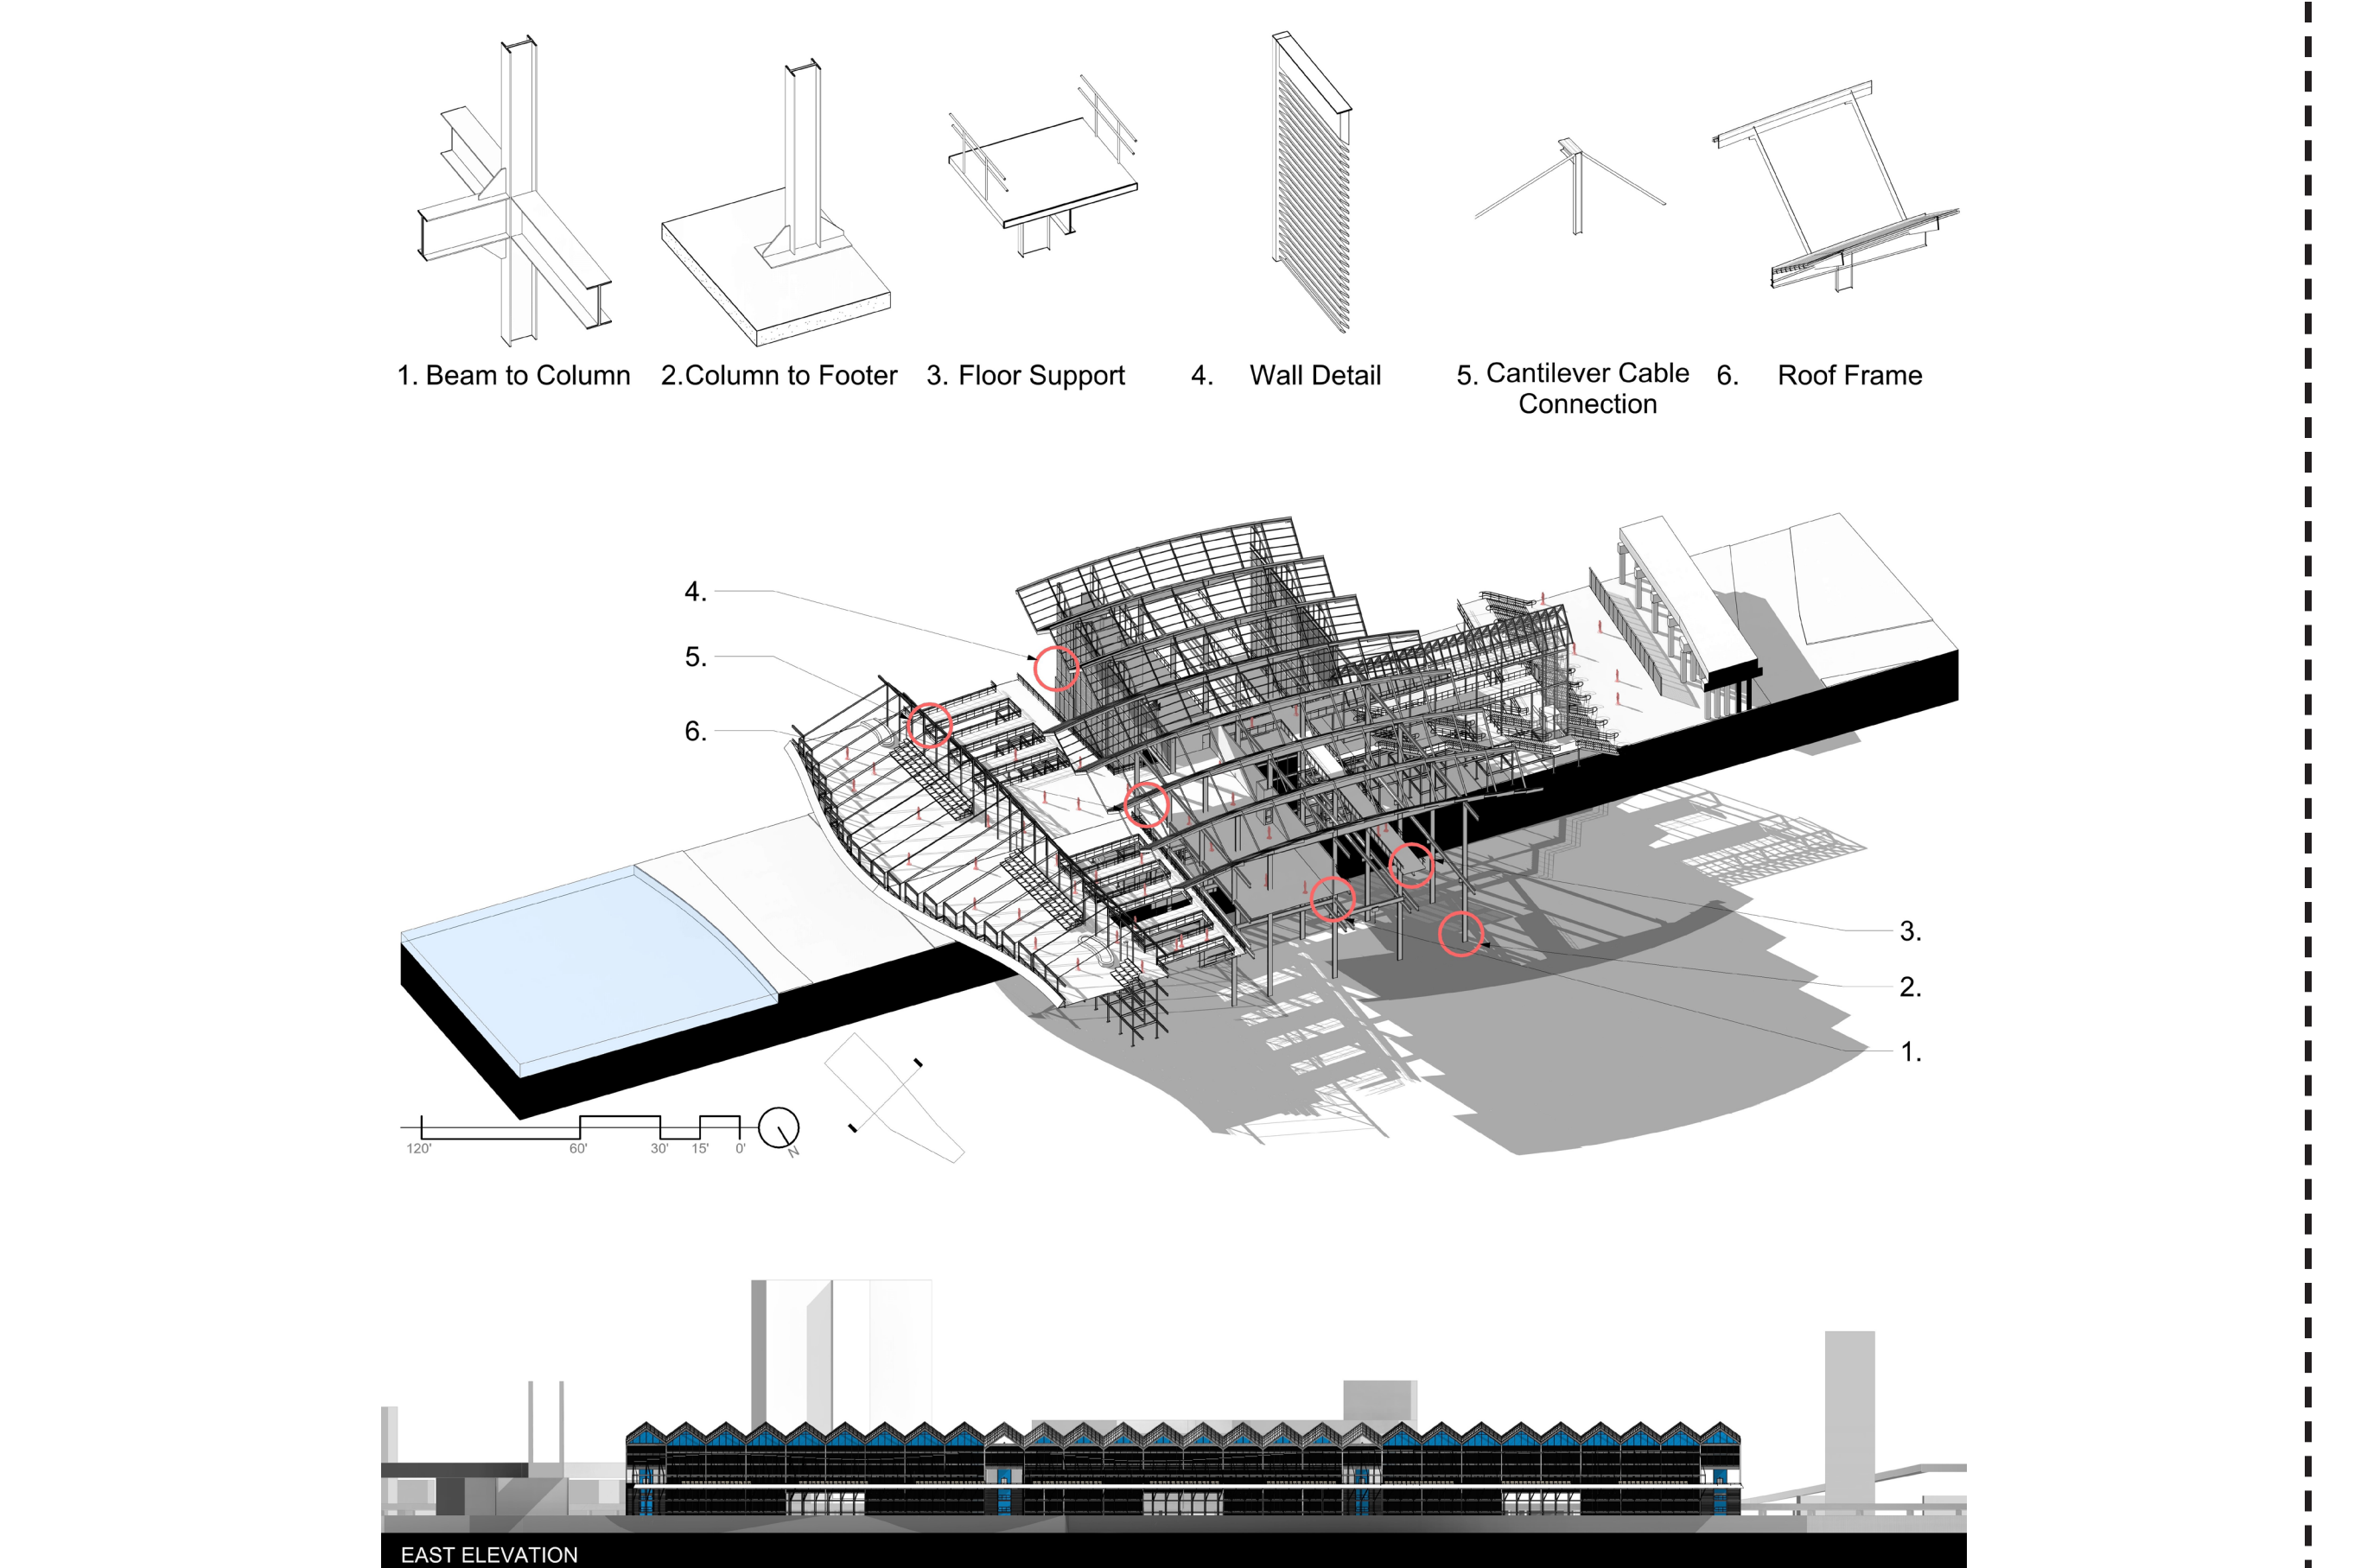 1. Beam to Column
2.Column to Footer
3. Floor Support
4. Wall Detail
5. Cantilever Cable
Connection
6. Roof Frame
4.
5.
6.
3.
2.
1.
120' 60' 30' 15' 0' N
EAST ELEVATION